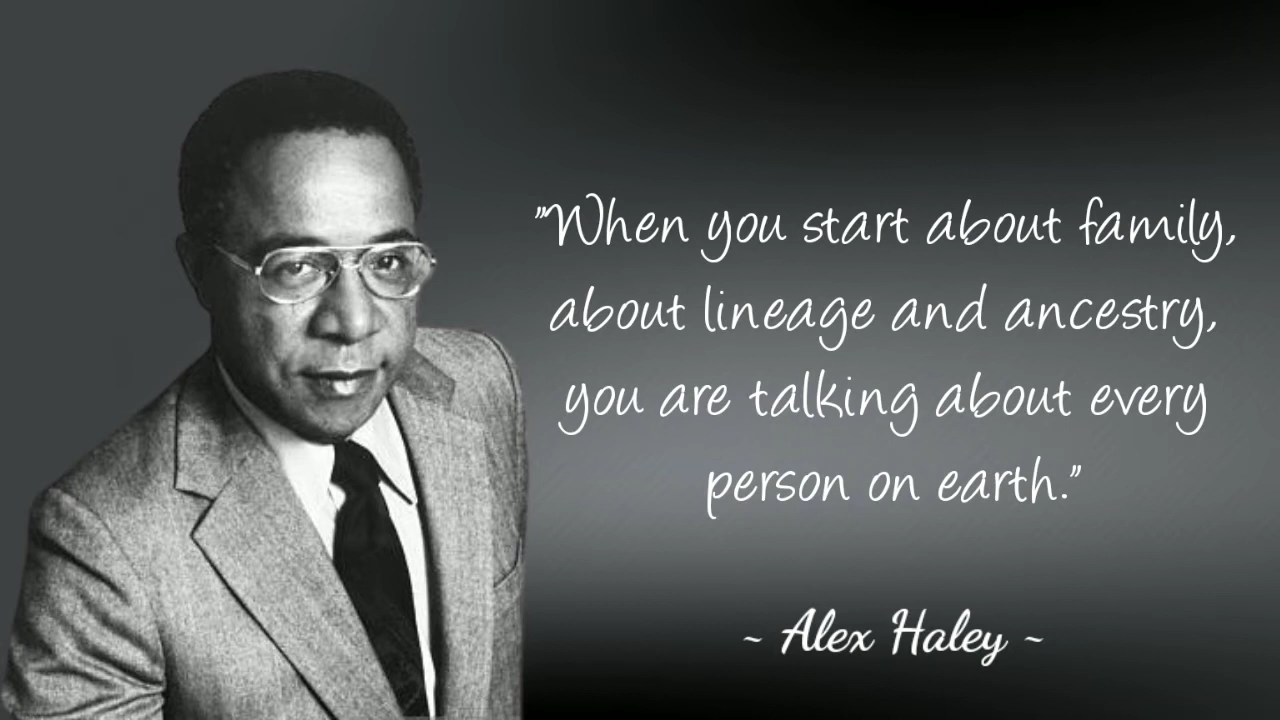 "When you start about family,
about lineage and ancestry,
you are talking about every
person on earth."
~ Alex Haley ~